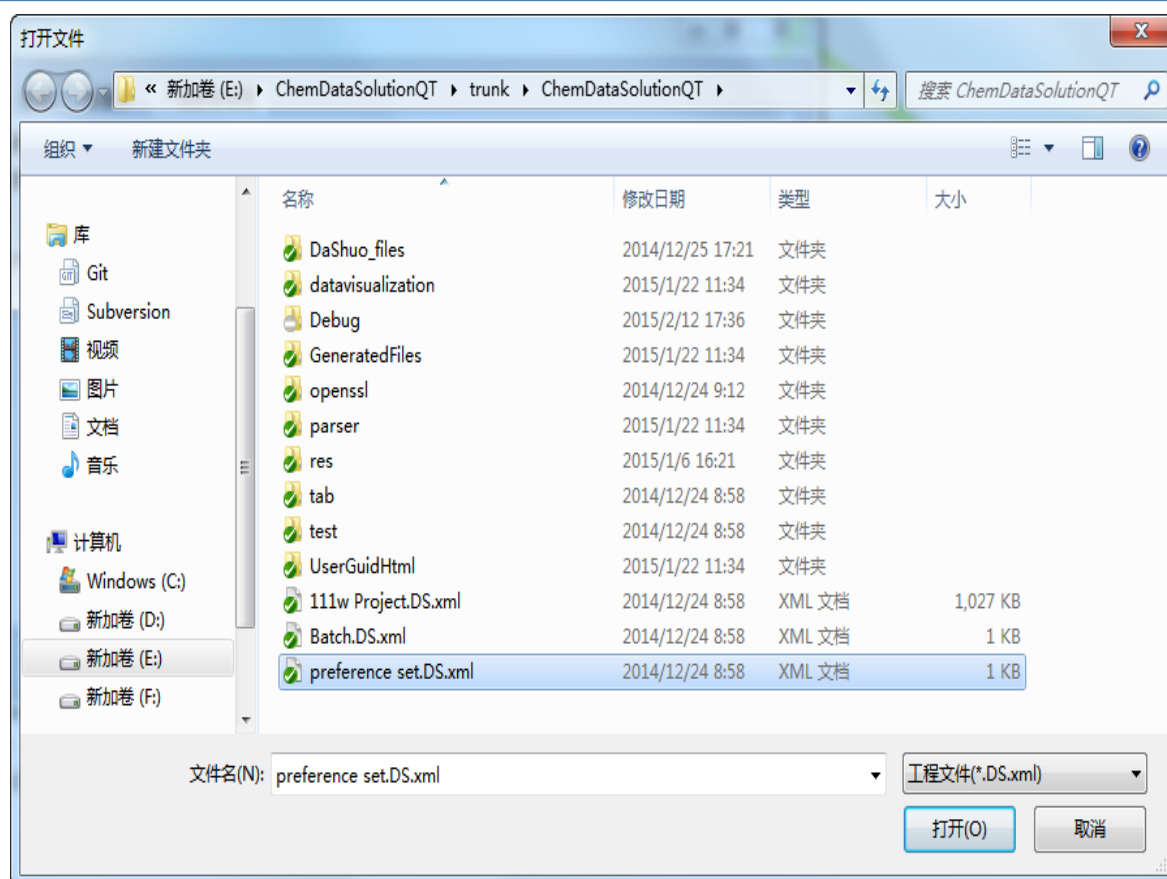 打开文件
« 新加卷 (E:) ChemDataSolutionQT trunk ChemDataSolutionQT 搜索 ChemDataSolutionQT
组织 新建文件夹
名称 修改日期 类型 大小
库
Git
Subversion
视频
图片
文档
音乐
计算机
Windows (C:)
新加卷 (D:)
新加卷 (E:)
新加卷 (F:)
DaShuo_files 2014/12/25 17:21 文件夹
datavisualization 2015/1/22 11:34 文件夹
Debug 2015/2/12 17:36 文件夹
GeneratedFiles 2015/1/22 11:34 文件夹
openssl 2014/12/24 9:12 文件夹
parser 2015/1/22 11:34 文件夹
res 2015/1/6 16:21 文件夹
tab 2014/12/24 8:58 文件夹
test 2014/12/24 8:58 文件夹
UserGuidHtml 2015/1/22 11:34 文件夹
111w Project.DS.xml 2014/12/24 8:58 XML 文档 1,027 KB
Batch.DS.xml 2014/12/24 8:58 XML 文档 1 KB
preference set.DS.xml 2014/12/24 8:58 XML 文档 1 KB
文件名(N): preference set.DS.xml 工程文件(*.DS.xml)
打开(O) 取消